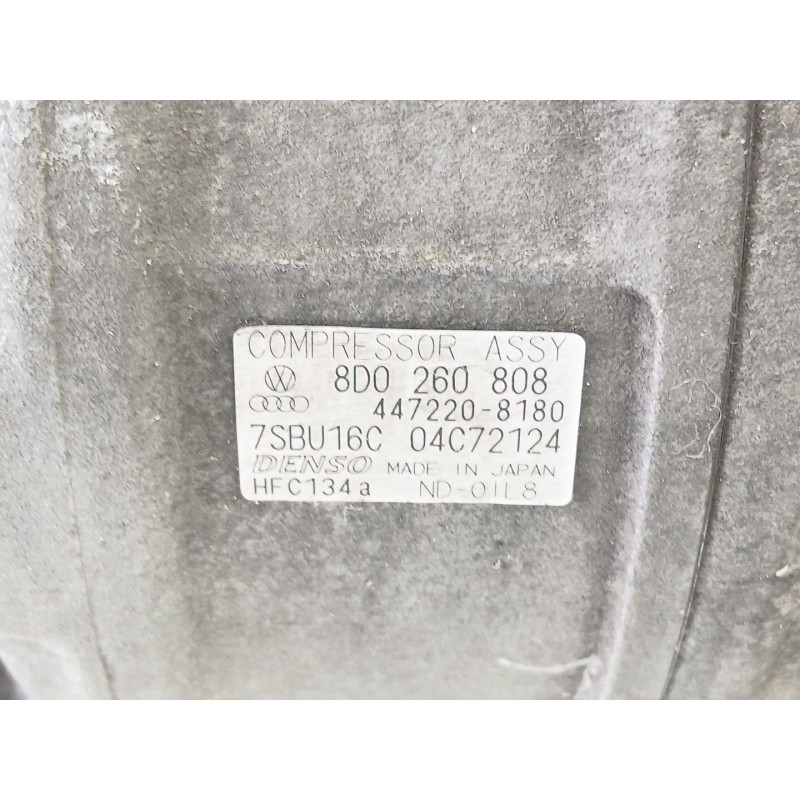 COMPRESSOR ASSY
8D0 260 808
447220-8180
7SBU16C 04C72124
DENSO MADE IN JAPAN
HFC134a ND-OIL8